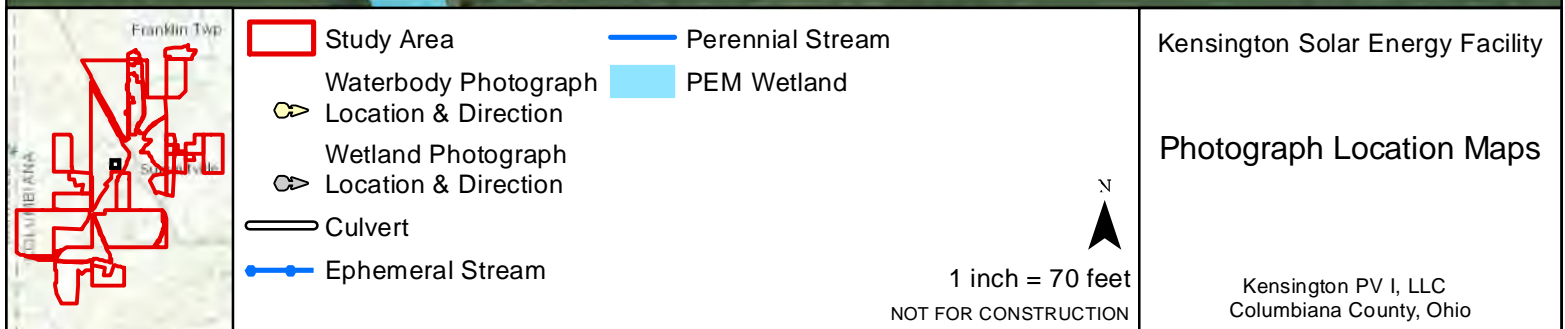 Franklin Twp
COLUMBIANA
Summitville
Study Area
Waterbody Photograph
Location & Direction
Wetland Photograph
Location & Direction
Culvert
Ephemeral Stream
Perennial Stream
PEM Wetland
N
1 inch = 70 feet
NOT FOR CONSTRUCTION
Kensington Solar Energy Facility
Photograph Location Maps
Kensington PV I, LLC
Columbiana County, Ohio